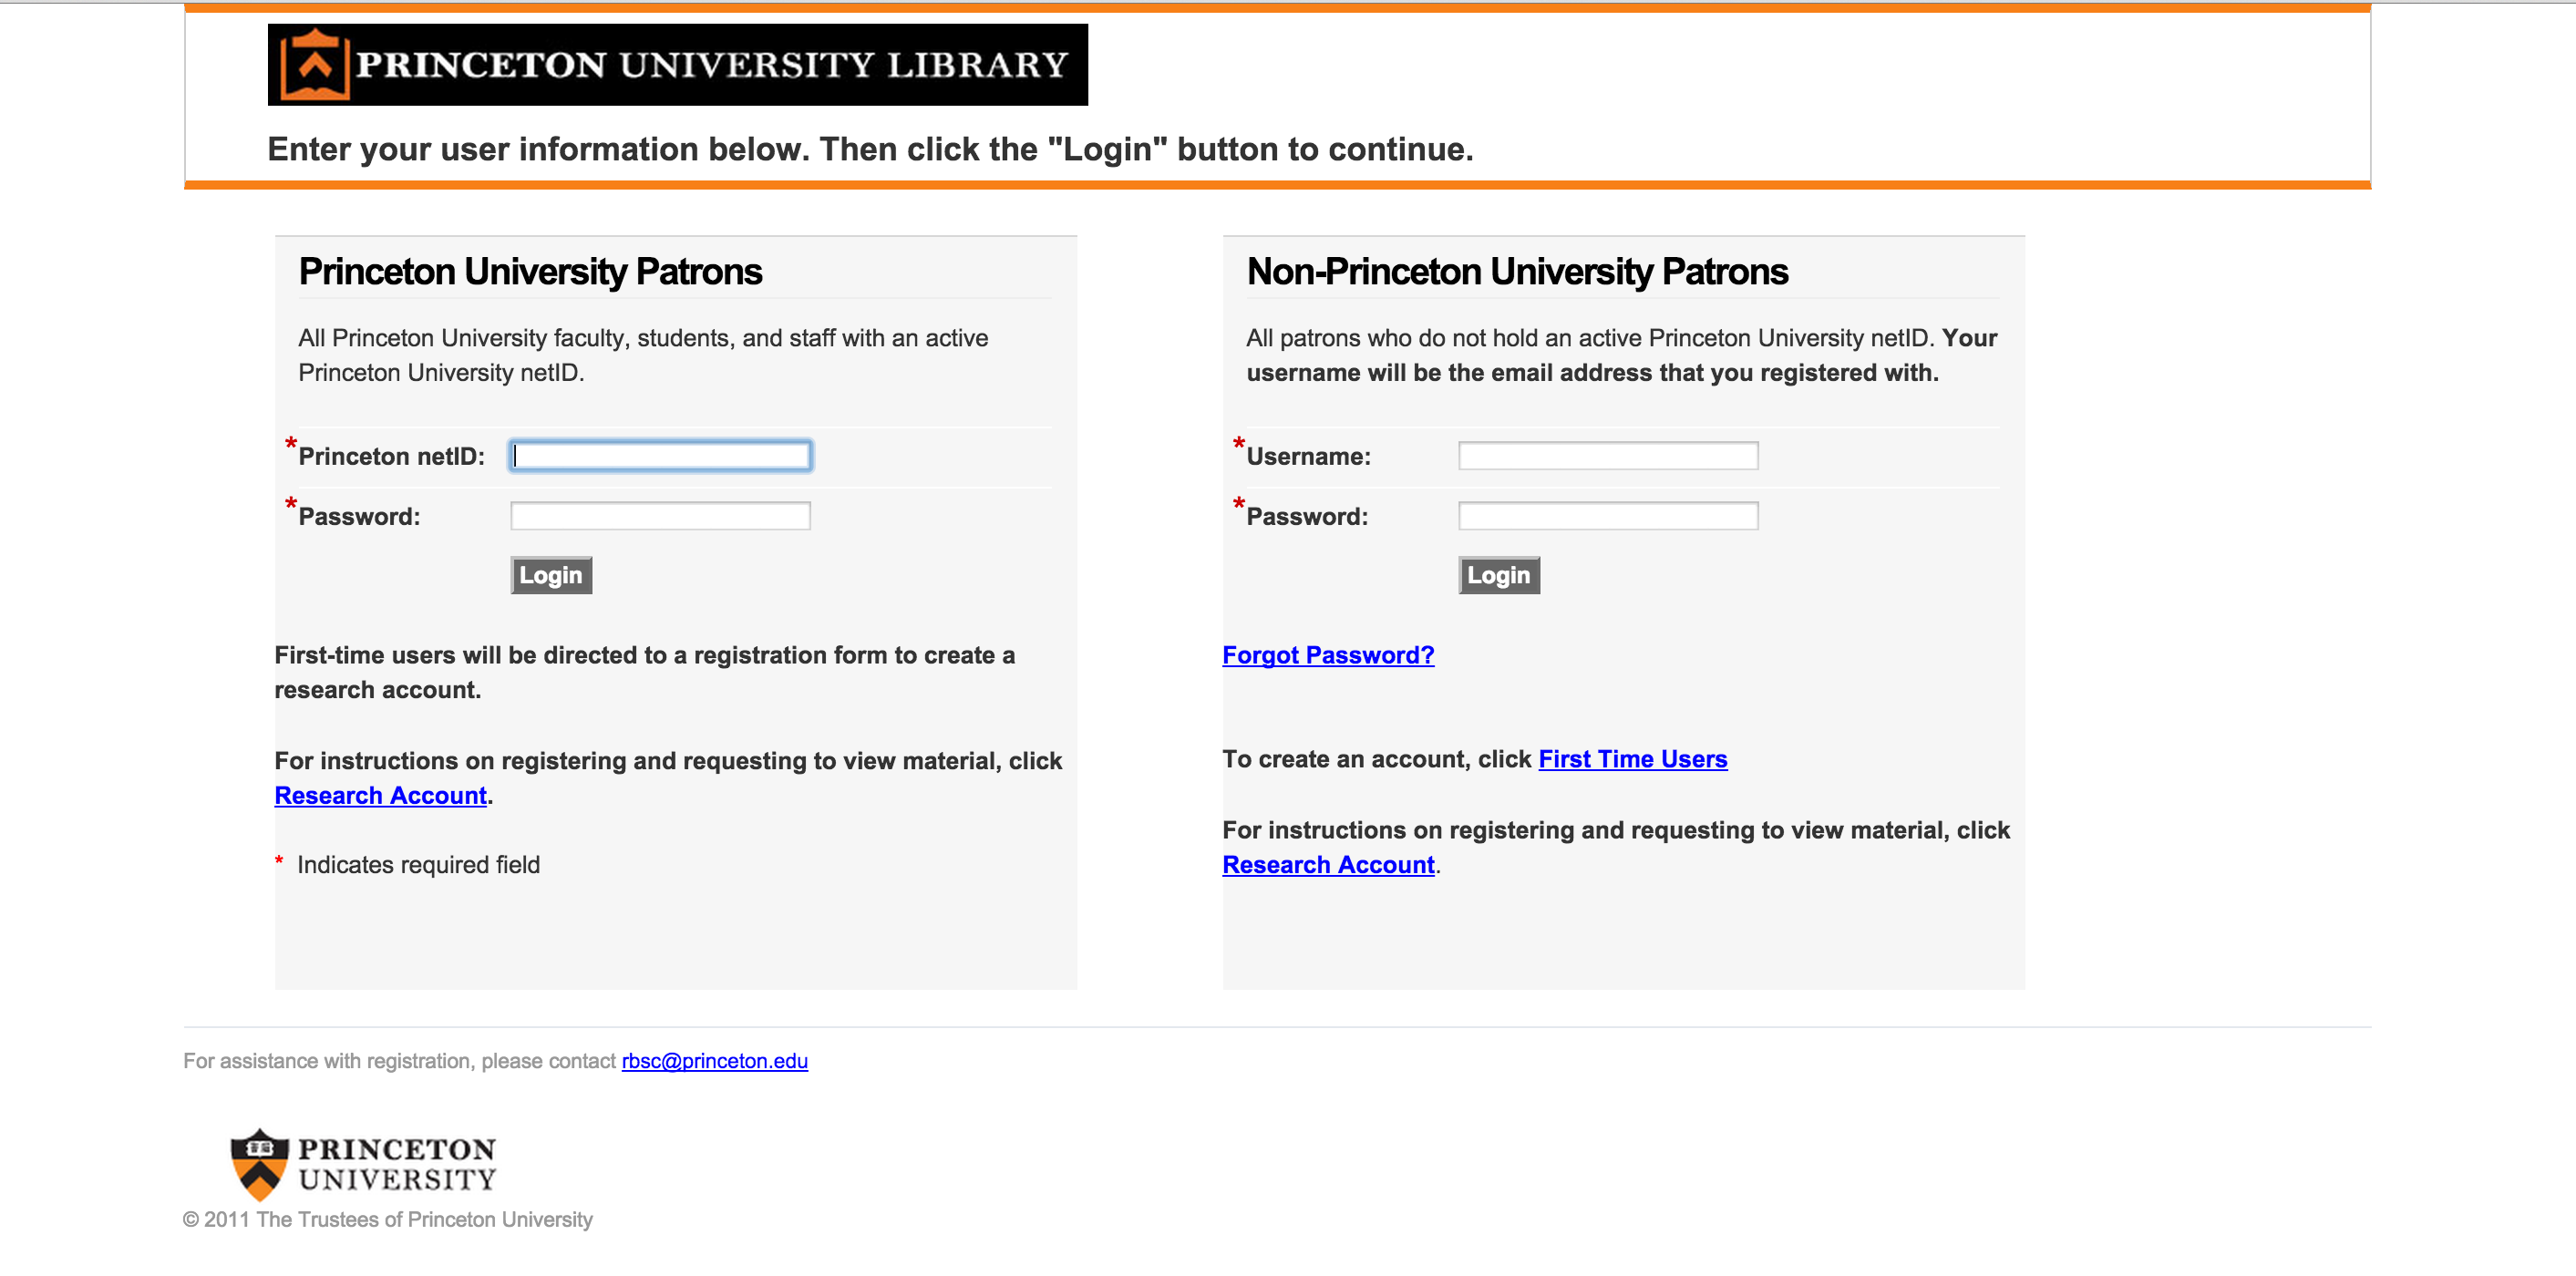 PRINCETON UNIVERSITY LIBRARY
Enter your user information below. Then click the "Login" button to continue.
Princeton University Patrons
All Princeton University faculty, students, and staff with an active
Princeton University netID.
*Princeton netID:
*Password:
Login
First-time users will be directed to a registration form to create a
research account.
For instructions on registering and requesting to view material, click
Research Account.
* Indicates required field
Non-Princeton University Patrons
All patrons who do not hold an active Princeton University netID. Your
username will be the email address that you registered with.
*Username:
*Password:
Login
Forgot Password?
To create an account, click First Time Users
For instructions on registering and requesting to view material, click
Research Account.
For assistance with registration, please contact rbsc@princeton.edu
PRINCETON
UNIVERSITY
© 2011 The Trustees of Princeton University